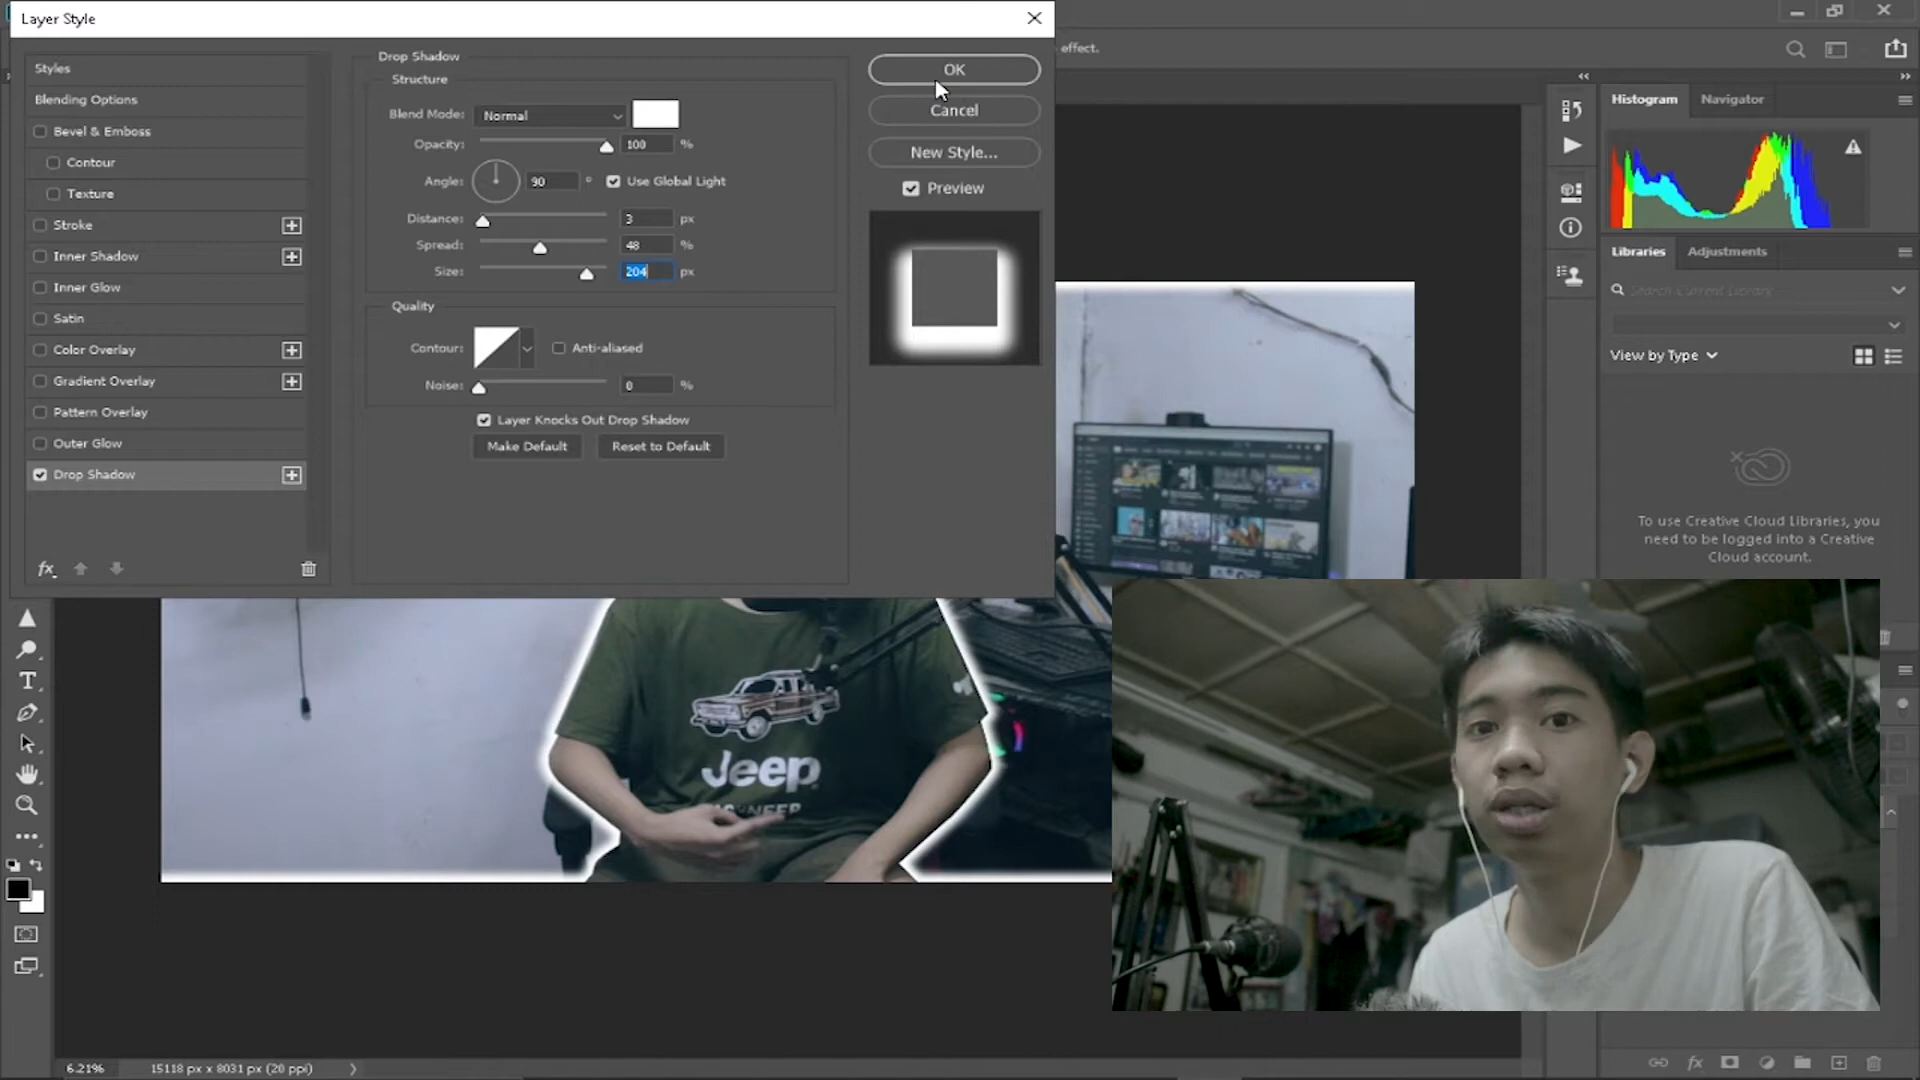 Layer Style
effect.
Styles
Blending Options
Bevel & Emboss
Contour
Texture
Stroke
Inner Shadow
Inner Glow
Satin
Color Overlay
Gradient Overlay
Pattern Overlay
Outer Glow
Drop Shadow
fx
Drop Shadow
Structure
Blend Mode: Normal
Opacity: 100 %
Angle: 90 ° Use Global Light
Distance: 3 px
Spread: 48 %
Size: 204 px
Quality
Contour: Anti-aliased
Noise: 0 %
Layer Knocks Out Drop Shadow
Make Default Reset to Default
OK
Cancel
New Style...
Preview
Histogram Navigator
Libraries Adjustments
Search Current Library
View by Type
To use Creative Cloud Libraries, you
need to be logged into a Creative
Cloud account.
Jeep
6.21% 15118 px x 8031 px (20 ppi)
fx